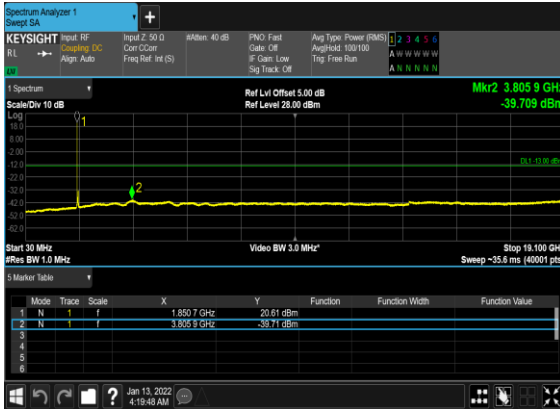 Spectrum Analyzer 1
Swept SA
+
KEYSIGHT
RL
Input: RF
Coupling: DC
Align: Auto
Input Z: 50 Ω
Corr CCorr
Freq Ref: Int (S)
#Atten: 40 dB
PNO: Fast
Gate: Off
IF Gain: Low
Sig Track: Off
Avg Type: Power (RMS)
Avg|Hold: 100/100
Trig: Free Run
1 2 3 4 5 6
A W W W W W
A N N N N N
1 Spectrum
Scale/Div 10 dB
Ref Lvl Offset 5.00 dB
Ref Level 28.00 dBm
Mkr2 3.805 9 GHz
-39.709 dBm
Log
18.0
8.00
-2.00
-12.0
-22.0
-32.0
-42.0
-52.0
-62.0
1
2
DL1 -13.00 dBm
Start 30 MHz
#Res BW 1.0 MHz
Video BW 3.0 MHz*
Stop 19.100 GHz
Sweep ~35.6 ms (40001 pts)
5 Marker Table
Mode Trace Scale X Y Function Function Width Function Value
1 N 1 f 1.850 7 GHz 20.61 dBm
2 N 1 f 3.805 9 GHz -39.71 dBm
3
4
5
6
?
Jan 13, 2022
4:19:48 AM